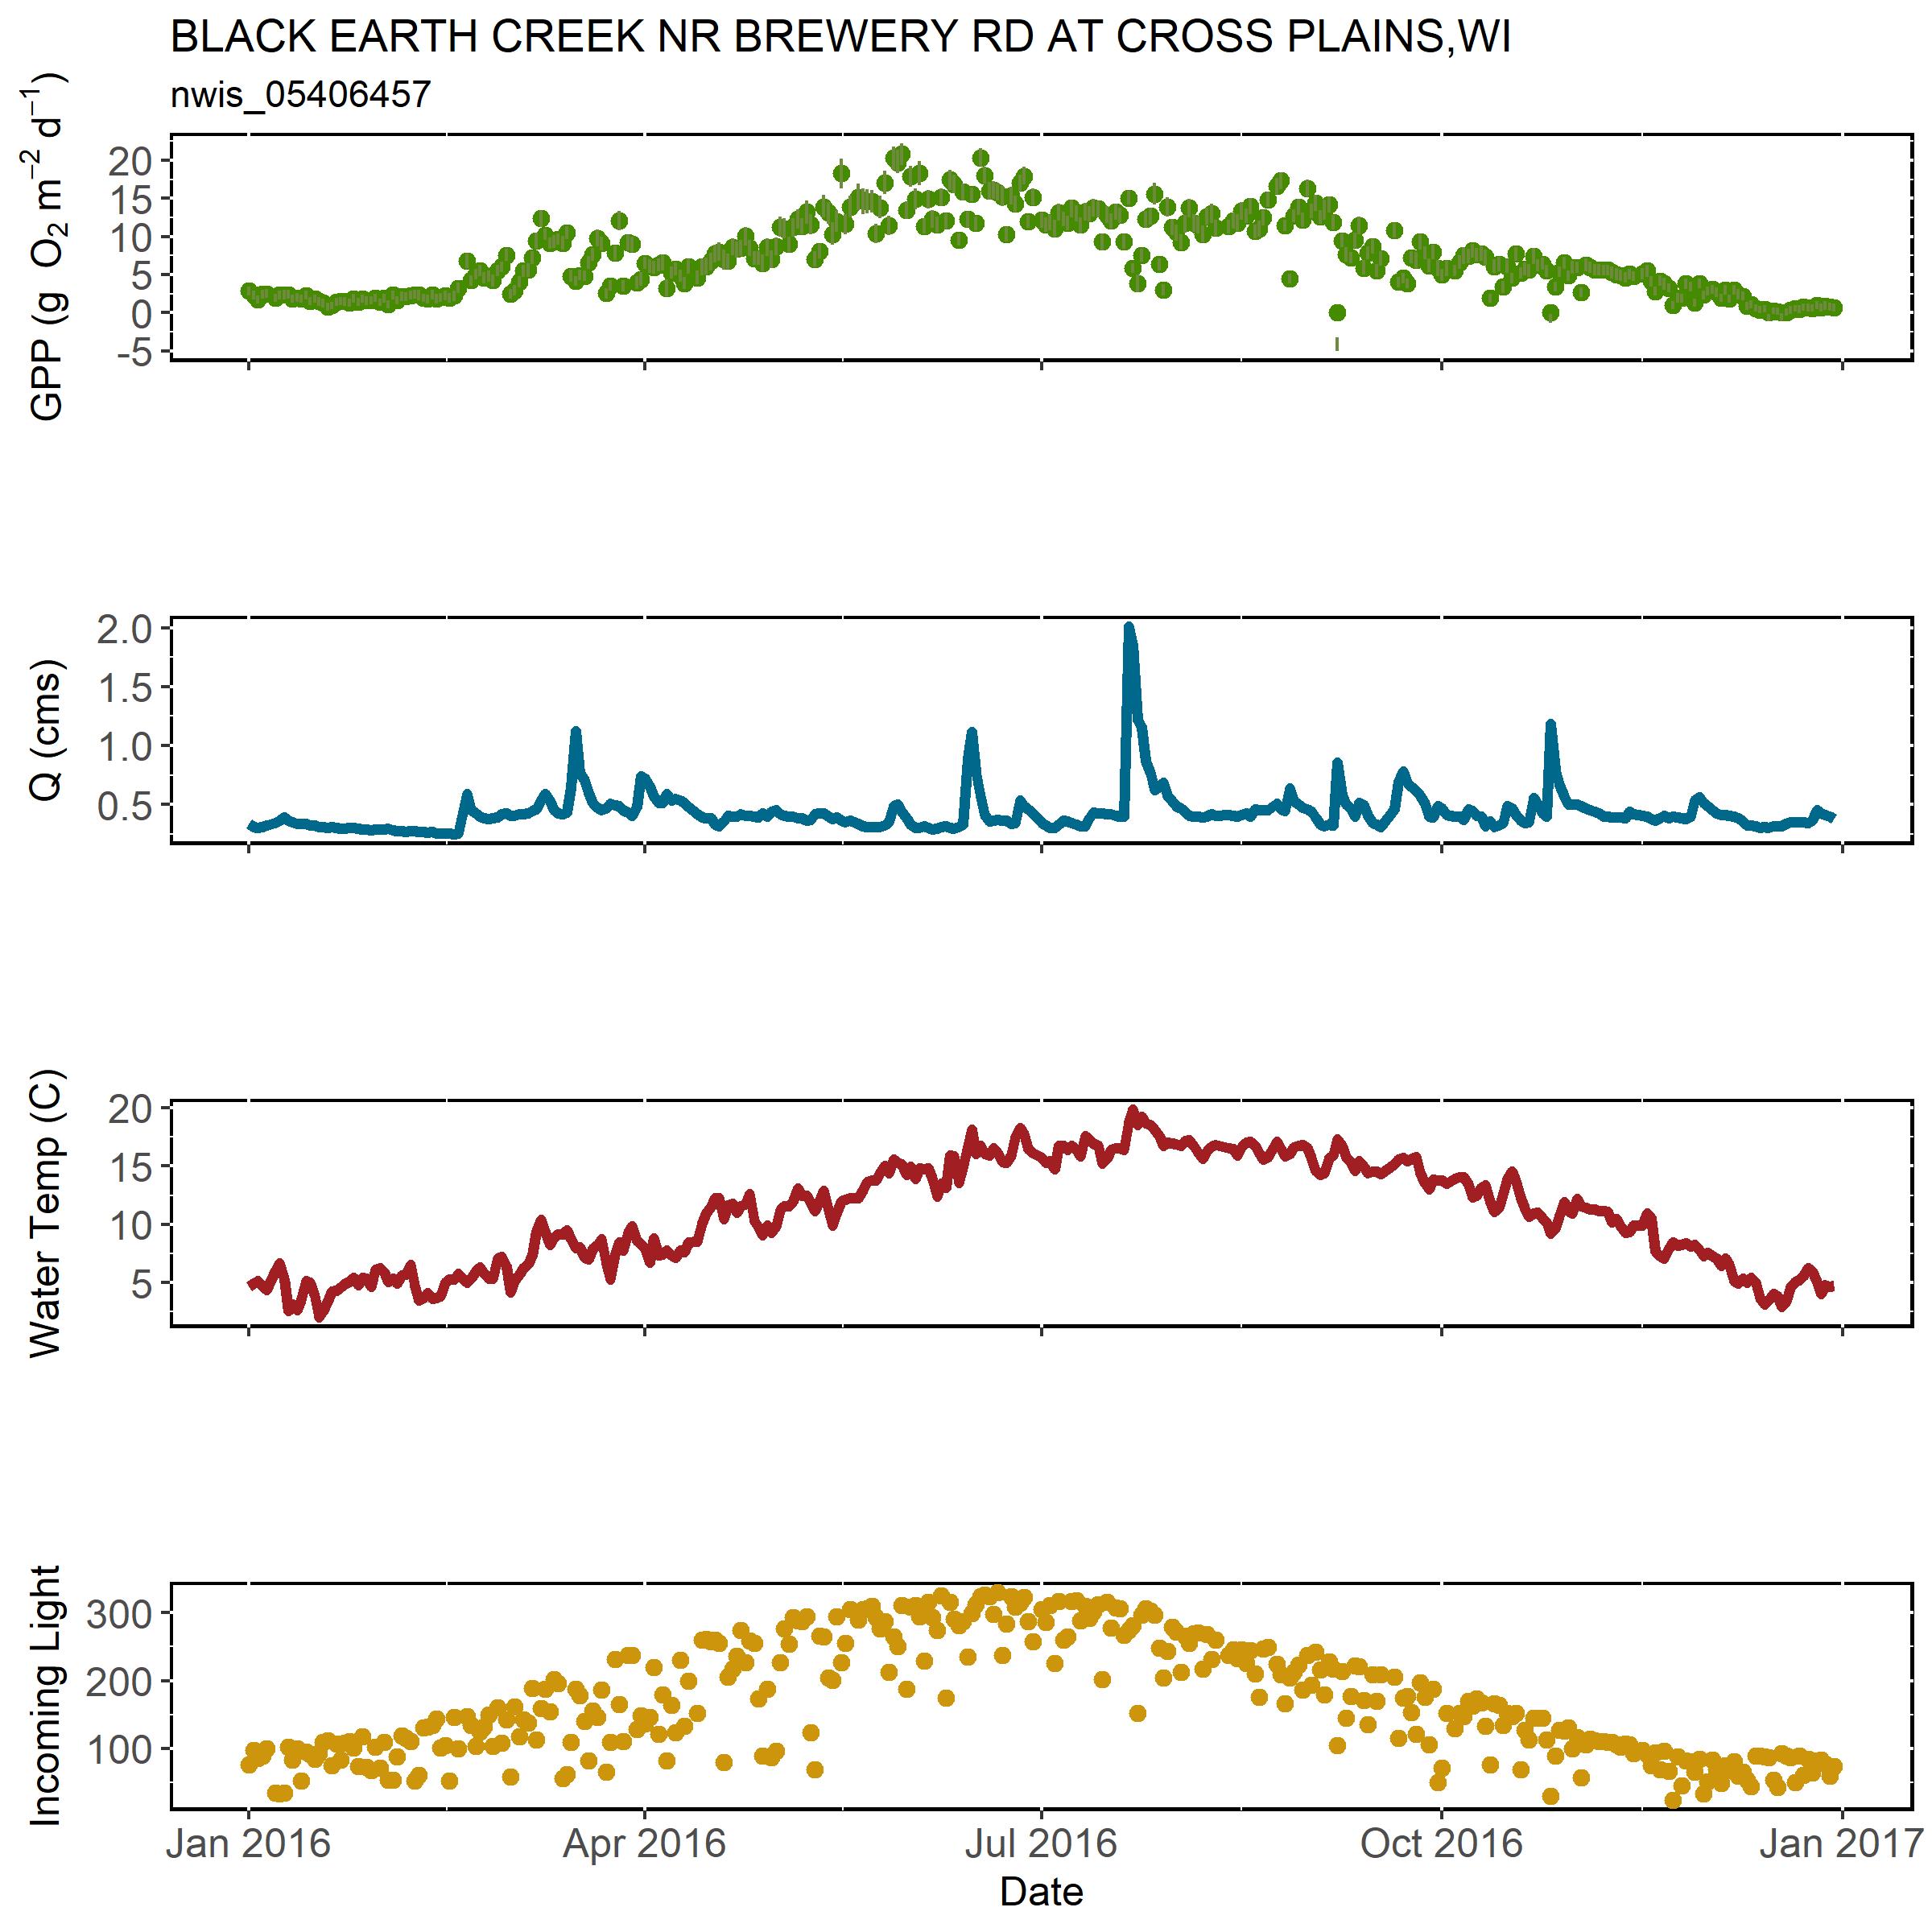 BLACK EARTH CREEK NR BREWERY RD AT CROSS PLAINS,WI
nwis_05406457
GPP (g O₂ m⁻² d⁻¹)
20
15
10
5
0
-5
Q (cms)
2.0
1.5
1.0
0.5
Water Temp (C)
20
15
10
5
Incoming Light
300
200
100
Jan 2016 Apr 2016 Jul 2016 Oct 2016 Jan 2017
Date